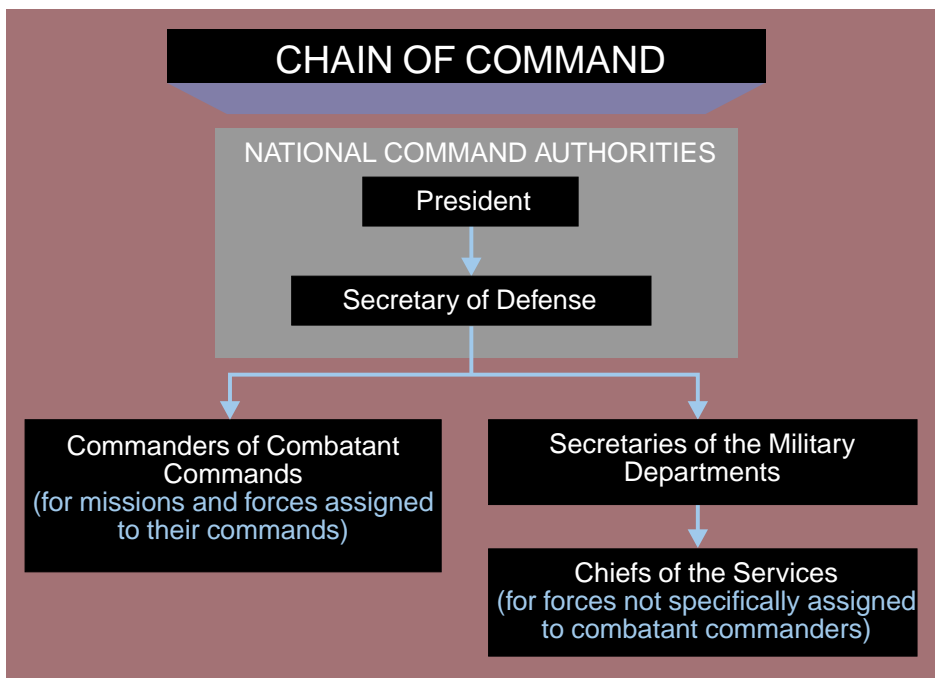 CHAIN OF COMMAND
NATIONAL COMMAND AUTHORITIES
President
Secretary of Defense
Commanders of Combatant
Commands
(for missions and forces assigned
to their commands)
Secretaries of the Military
Departments
Chiefs of the Services
(for forces not specifically assigned
to combatant commanders)